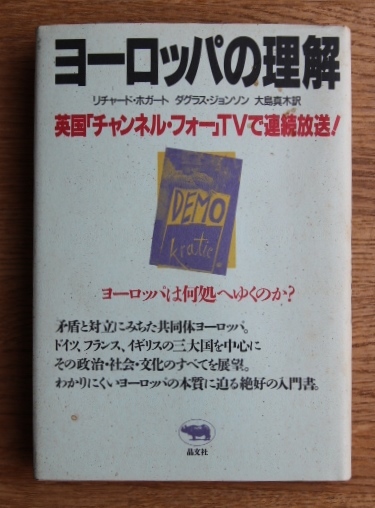 ヨーロッパの理解
リチャード・ホガート ダグラス・ジョンソン 大島真木訳
英国「チャンネル・フォー」TVで連続放送!
DEMO
kratie!
ヨーロッパは何処へゆくのか?
矛盾と対立にみちた共同体ヨーロッパ。
ドイツ、フランス、イギリスの三大国を中心に
その政治・社会・文化のすべてを展望。
わかりにくいヨーロッパの本質に迫る絶好の入門書。
晶文社